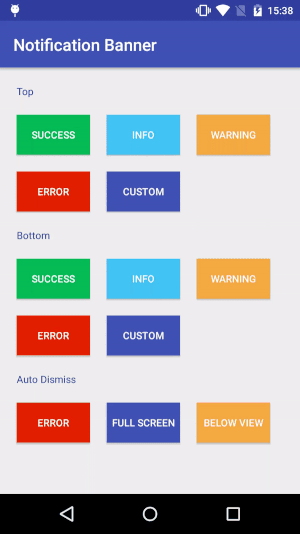 15:38
Notification Banner
Top
SUCCESS INFO WARNING
ERROR CUSTOM
Bottom
SUCCESS INFO WARNING
ERROR CUSTOM
Auto Dismiss
ERROR FULL SCREEN BELOW VIEW